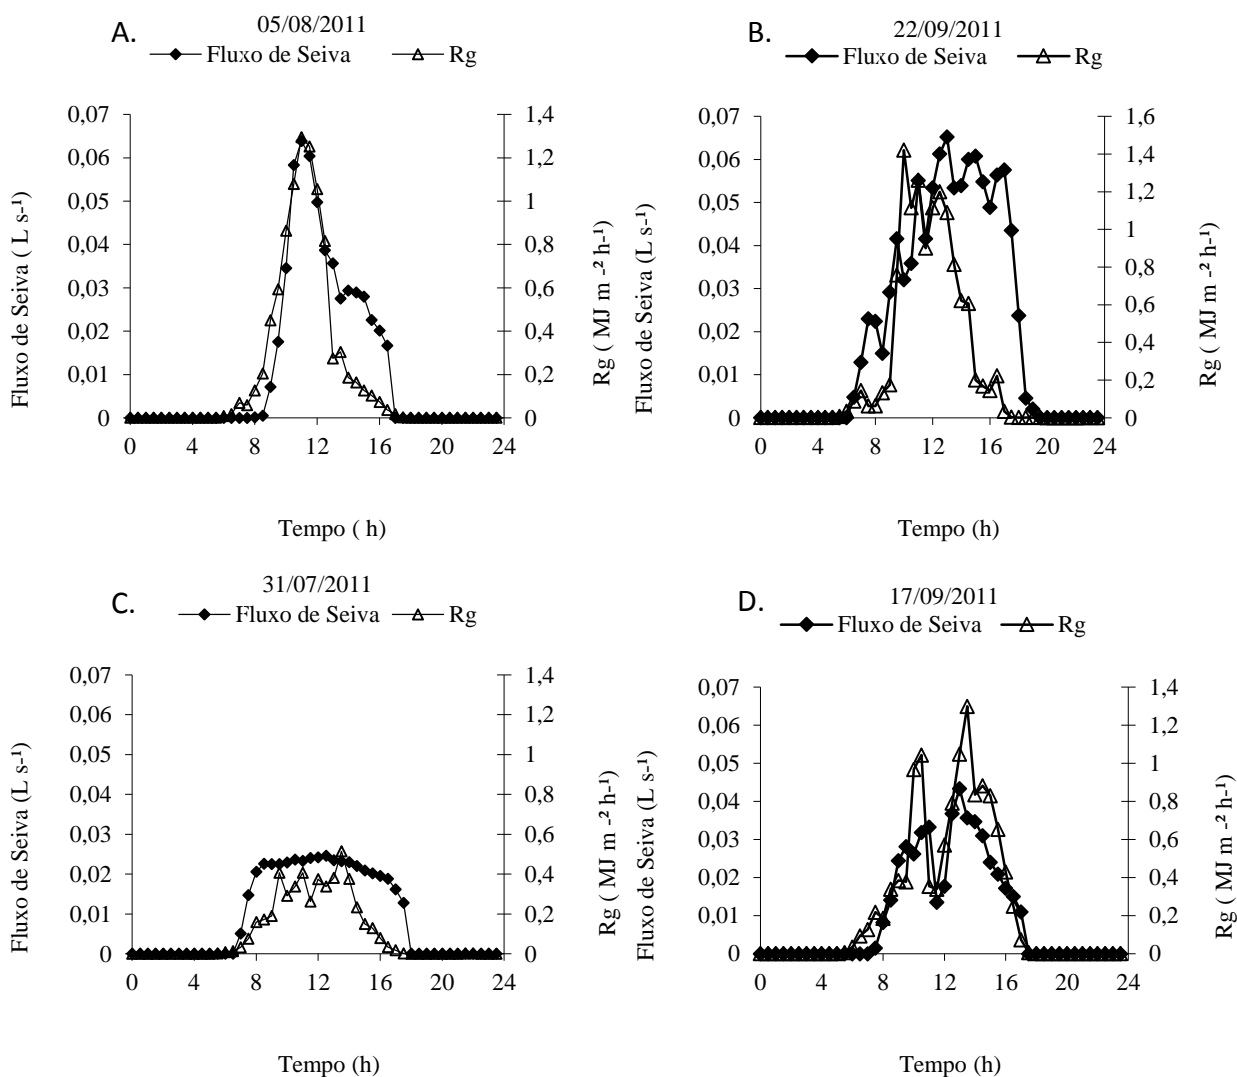 A.
05/08/2011
Fluxo de Seiva Rg
0,07
0,06
0,05
0,04
0,03
0,02
0,01
0
1,4
1,2
1
0,8
0,6
0,4
0,2
0
0 4 8 12 16 20 24
Fluxo de Seiva ( L s-¹)
Rg ( MJ m -² h-¹)
Tempo ( h)
B.
22/09/2011
Fluxo de Seiva Rg
0,07
0,06
0,05
0,04
0,03
0,02
0,01
0
1,6
1,4
1,2
1
0,8
0,6
0,4
0,2
0
0 4 8 12 16 20 24
Fluxo de Seiva (L s-¹)
Rg ( MJ m -² h-¹)
Tempo (h)
C.
31/07/2011
Fluxo de Seiva Rg
0,07
0,06
0,05
0,04
0,03
0,02
0,01
0
1,4
1,2
1
0,8
0,6
0,4
0,2
0
0 4 8 12 16 20 24
Fluxo de Seiva (L s-¹)
Rg ( MJ m -² h-¹)
Tempo (h)
D.
17/09/2011
Fluxo de Seiva Rg
0,07
0,06
0,05
0,04
0,03
0,02
0,01
0
1,4
1,2
1
0,8
0,6
0,4
0,2
0
0 4 8 12 16 20 24
Fluxo de Seiva (L s-¹)
Rg ( MJ m -² h-¹)
Tempo (h)